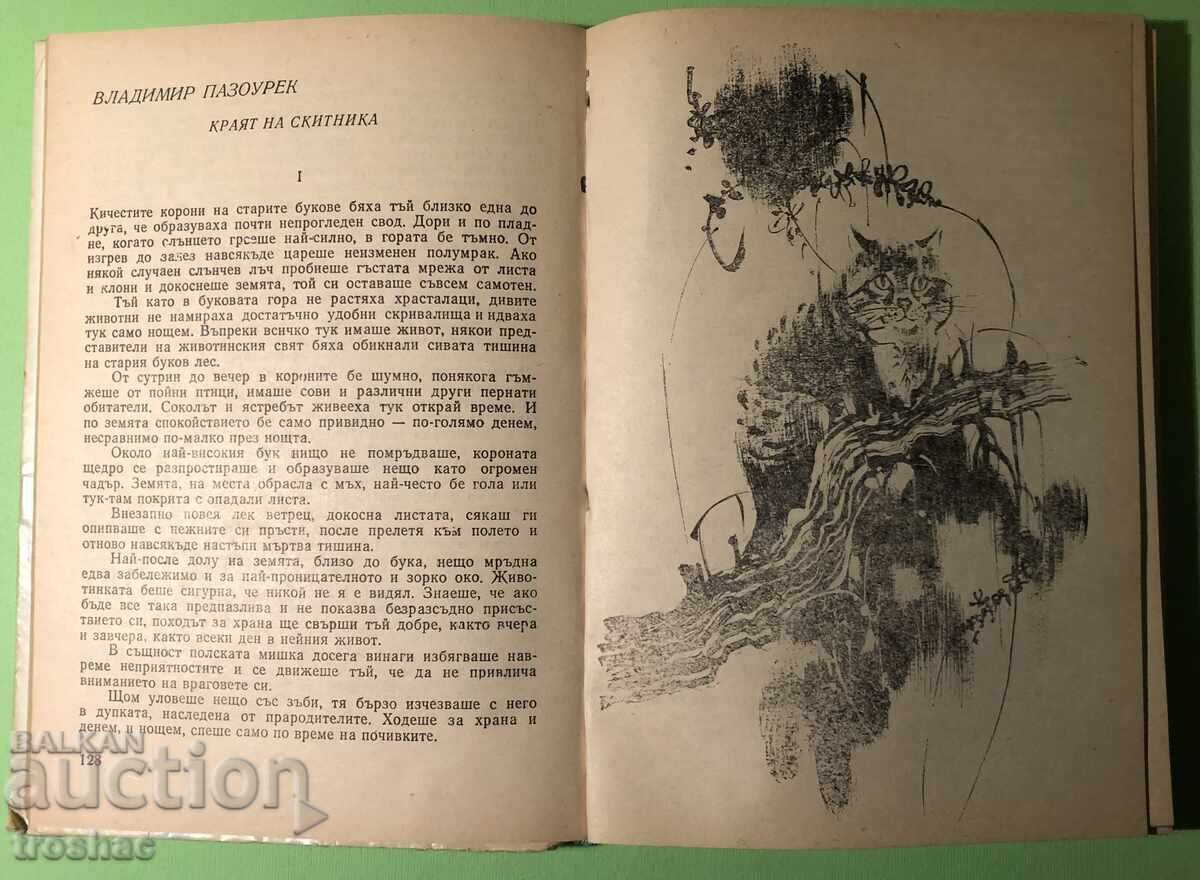 ВЛАДИМИР ПАЗОУРЕК
КРАЯТ НА СКИТНИКА
I
Кичестите корони на старите букове бяха тъй близко една до
друга, че образуваха почти непрогледен свод. Дори и по плад-
не, когато слънцето грееше най-силно, в гората бе тъмно. От
изгрев до залез навсякъде цареше неизменен полумрак. Ако
някой случаен слънчев лъч пробиеше гъстата мрежа от листа
и клони и докоснеше земята, той си оставаше съвсем самотен.
Тъй като в буковата гора не растяха храсталаци, дивите
животни не намираха достатъчно удобни скривалища и идваха
тук само нощем. Въпреки всичко тук имаше живот, някои пред-
ставители на животинския свят бяха обикнали сивата тишина
на стария буков лес.
От сутрин до вечер в короните бе шумно, понякога гъм-
жеше от пойни птици, имаше сови и различни други пернати
обитатели. Соколът и ястребът живееха тук открай време. И
по земята спокойствието бе само привидно — по-голямо денем,
несравнимо по-малко през нощта.
Около най-високия бук нищо не помръдваше, короната
щедро се разпростираше и образуваше нещо като огромен
чадър. Земята, на места обрасла с мъх, най-често бе гола или
тук-там покрита с опадали листа.
Внезапно повея лек ветрец, докосна листата, сякаш ги
опипваше с нежните си пръсти, после прелетя към полето и
отново навсякъде настъпи мъртва тишина.
Най-после долу на земята, близо до бука, нещо мръдна
едва забележимо и за най-проницателното и зорко око. Живо-
тинката беше сигурна, че никой не я е видял. Знаеше, че ако
бъде все така предпазлива и не показва безразсъдно присъс-
твието си, походът за храна ще свърши тъй добре, както вчера
и завчера, както всеки ден в нейния живот.
В същност полската мишка досега винаги избягваше нав-
реме неприятностите и се движеше тъй, че да не привлича
вниманието на враговете си.
Щом уловеше нещо със зъби, тя бързо изчезваше с него
в дупката, наследена от прародителите. Ходеше за храна и
денем, и нощем, спеше само по време на почивките.
128
BALKAN
auction
troshac